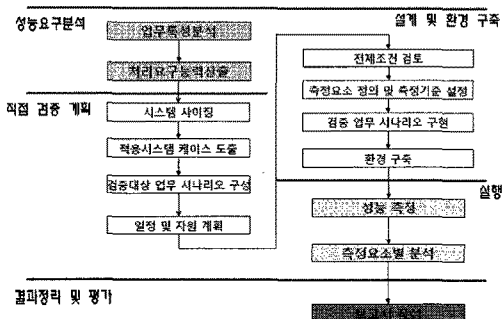 성능요구분석
업무특성분석
처리요구능력산출
직접 검증 계획
시스템 사이징
적용시스템 케이스 도출
검증대상 업무 시나리오 구성
일정 및 자원 계획
설계 및 환경 구축
전제조건 검토
측정요소 정의 및 측정기준 설정
검증 업무 시나리오 구현
환경 구축
실행
성능 측정
측정요소별 분석
결과정리 및 평가